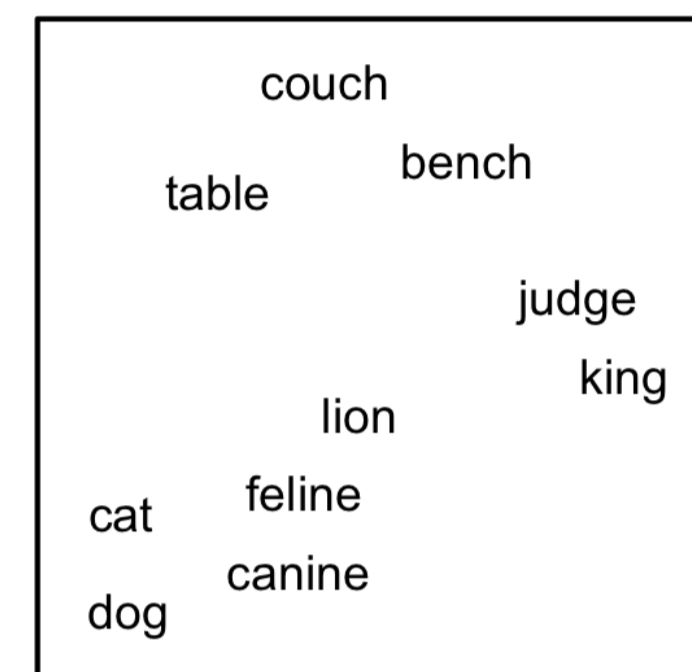 couch
bench
table
judge
king
lion
feline
cat
canine
dog